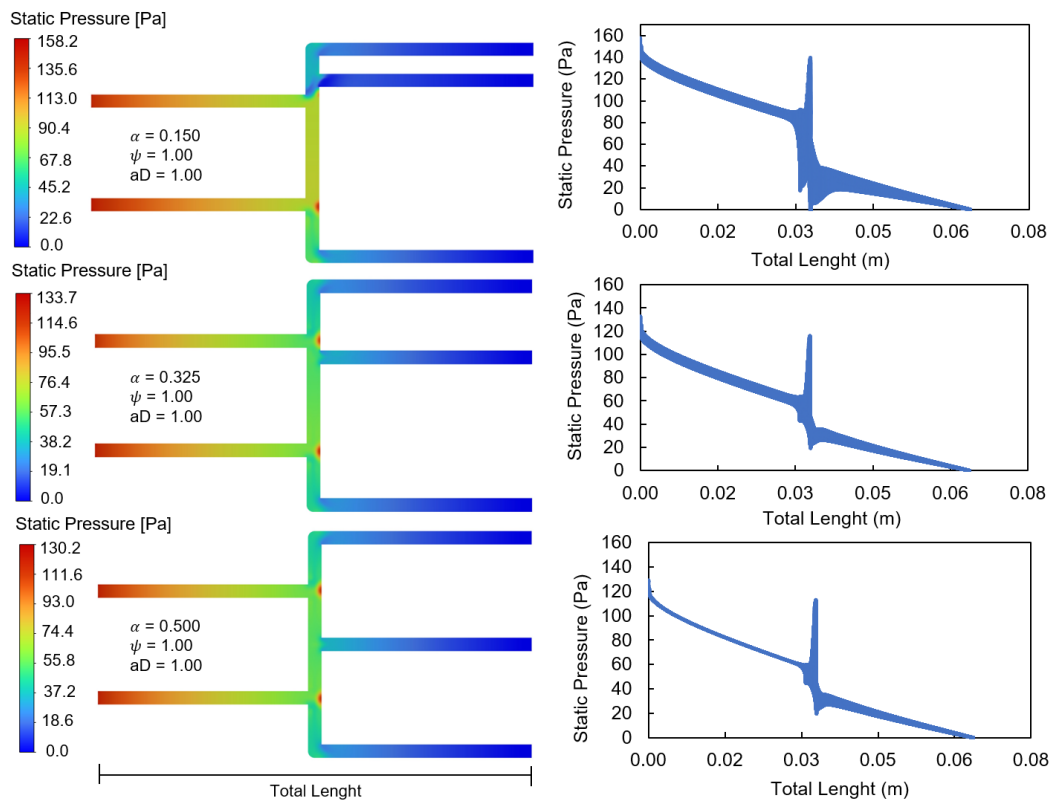 Static Pressure [Pa]
158.2
135.6
113.0
90.4
67.8
45.2
22.6
0.0
α = 0.150
ψ = 1.00
aD = 1.00
Static Pressure (Pa)
160
140
120
100
80
60
40
20
0
0.00 0.02 0.03 0.05 0.06 0.08
Total Lenght (m)
Static Pressure [Pa]
133.7
114.6
95.5
76.4
57.3
38.2
19.1
0.0
α = 0.325
ψ = 1.00
aD = 1.00
Static Pressure (Pa)
160
140
120
100
80
60
40
20
0
0.00 0.02 0.03 0.05 0.06 0.08
Total Lenght (m)
Static Pressure [Pa]
130.2
111.6
93.0
74.4
55.8
37.2
18.6
0.0
α = 0.500
ψ = 1.00
aD = 1.00
Total Lenght
Static Pressure (Pa)
160
140
120
100
80
60
40
20
0
0.00 0.02 0.03 0.05 0.06 0.08
Total Lenght (m)